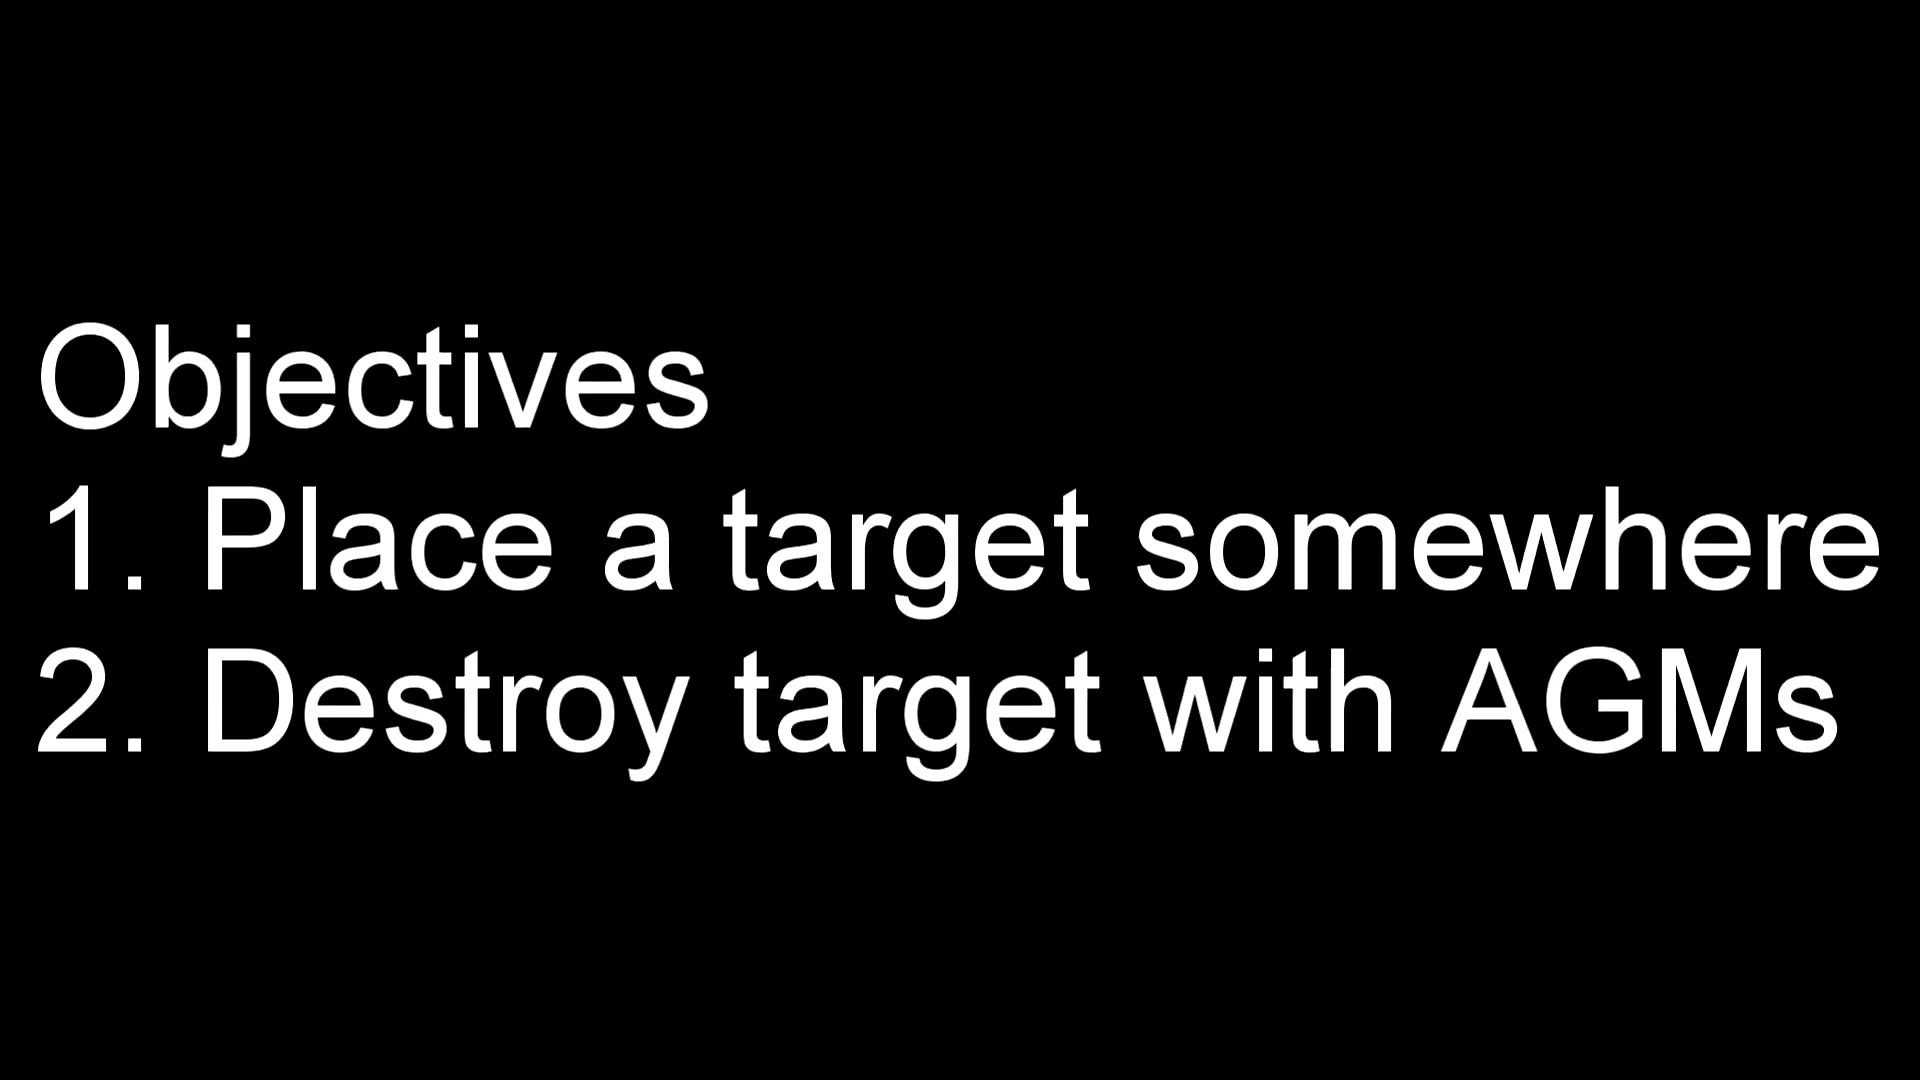 Objectives
1. Place a target somewhere
2. Destroy target with AGMs